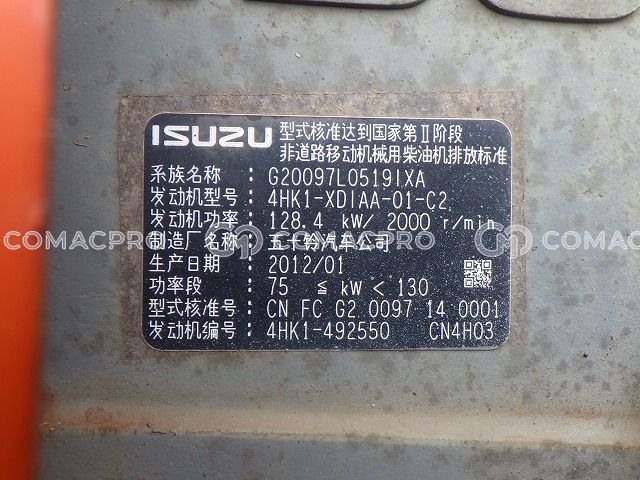 ISUZU 型式核准达到国家第Ⅱ阶段
非道路移动机械用柴油机排放标准
系族名称 : G20097L0519IXA
发动机型号: 4HK1-XDIAA-01-C2
发动机功率: 128.4 kW/ 2000 r/min
制造厂名称: 五十铃汽车公司
生产日期 : 2012/01
功率段 : 75 ≦ kW < 130
型式核准号: CN FC G2 0097 14 0001
发动机编号: 4HK1-492550 CN4H03
COMACPRO COMACPRO COMACPRO